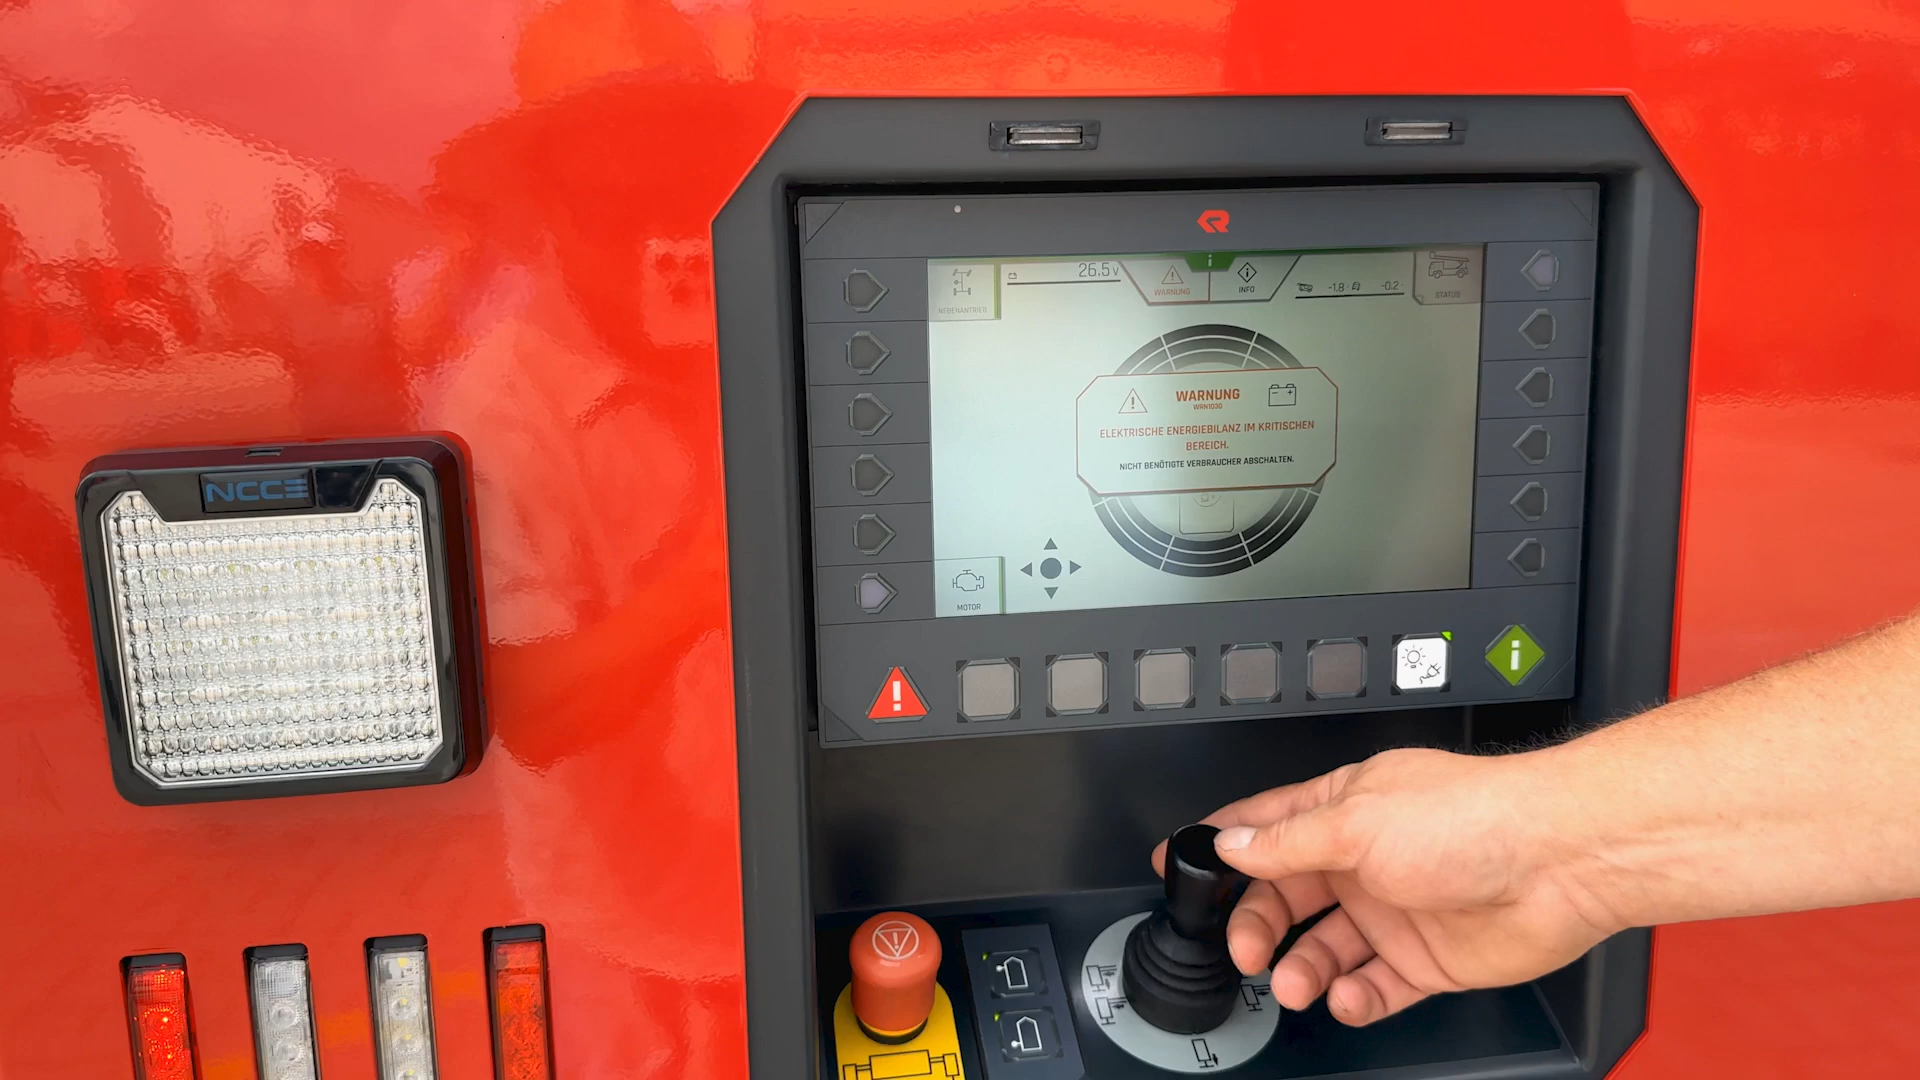 26.5V
WARNUNG
INFO
-1.8
-0.2
NEBENANTRIEB
STATUS
WARNUNG
WRN1030
ELEKTRISCHE ENERGIEBILANZ IM KRITISCHEN
BEREICH.
NICHT BENÖTIGTE VERBRAUCHER ABSCHALTEN.
NCCE
MOTOR